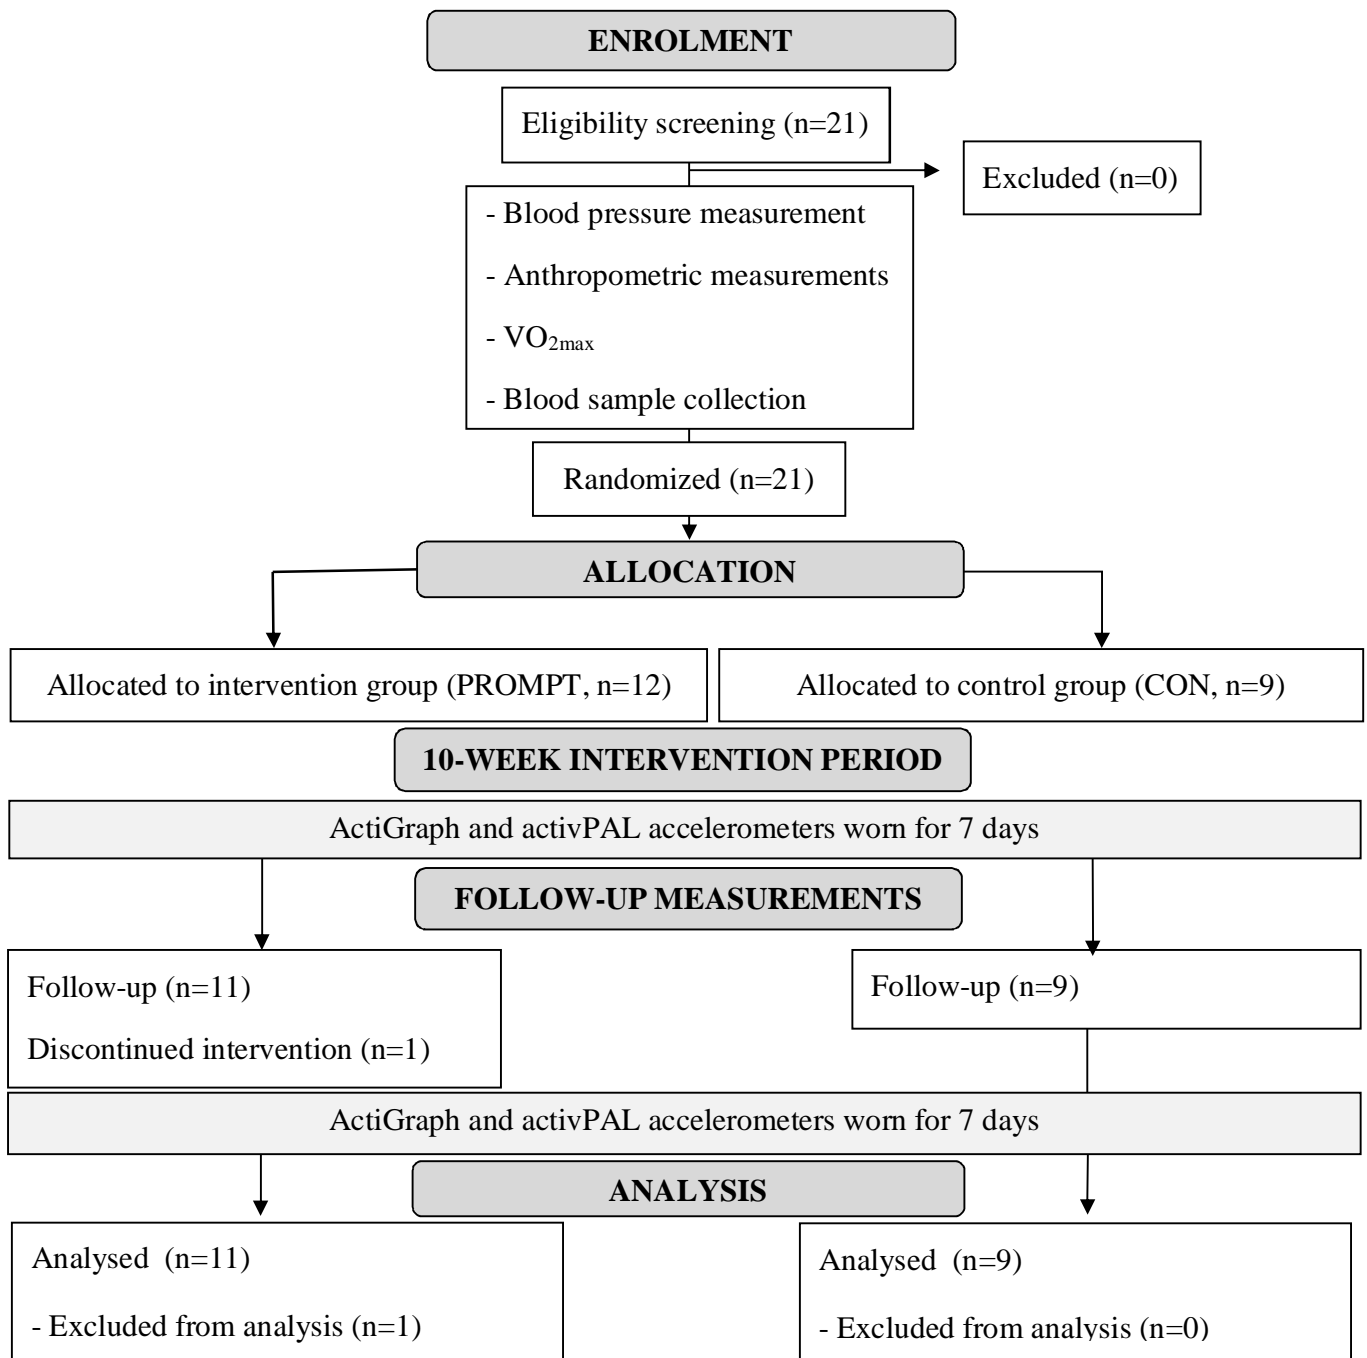 ENROLMENT
Eligibility screening (n=21)
Excluded (n=0)
- Blood pressure measurement
- Anthropometric measurements
- VO₂max
- Blood sample collection
Randomized (n=21)
ALLOCATION
Allocated to intervention group (PROMPT, n=12)
Allocated to control group (CON, n=9)
10-WEEK INTERVENTION PERIOD
ActiGraph and activPAL accelerometers worn for 7 days
FOLLOW-UP MEASUREMENTS
Follow-up (n=11)
Discontinued intervention (n=1)
Follow-up (n=9)
ActiGraph and activPAL accelerometers worn for 7 days
ANALYSIS
Analysed  (n=11)
- Excluded from analysis (n=1)
Analysed  (n=9)
- Excluded from analysis (n=0)